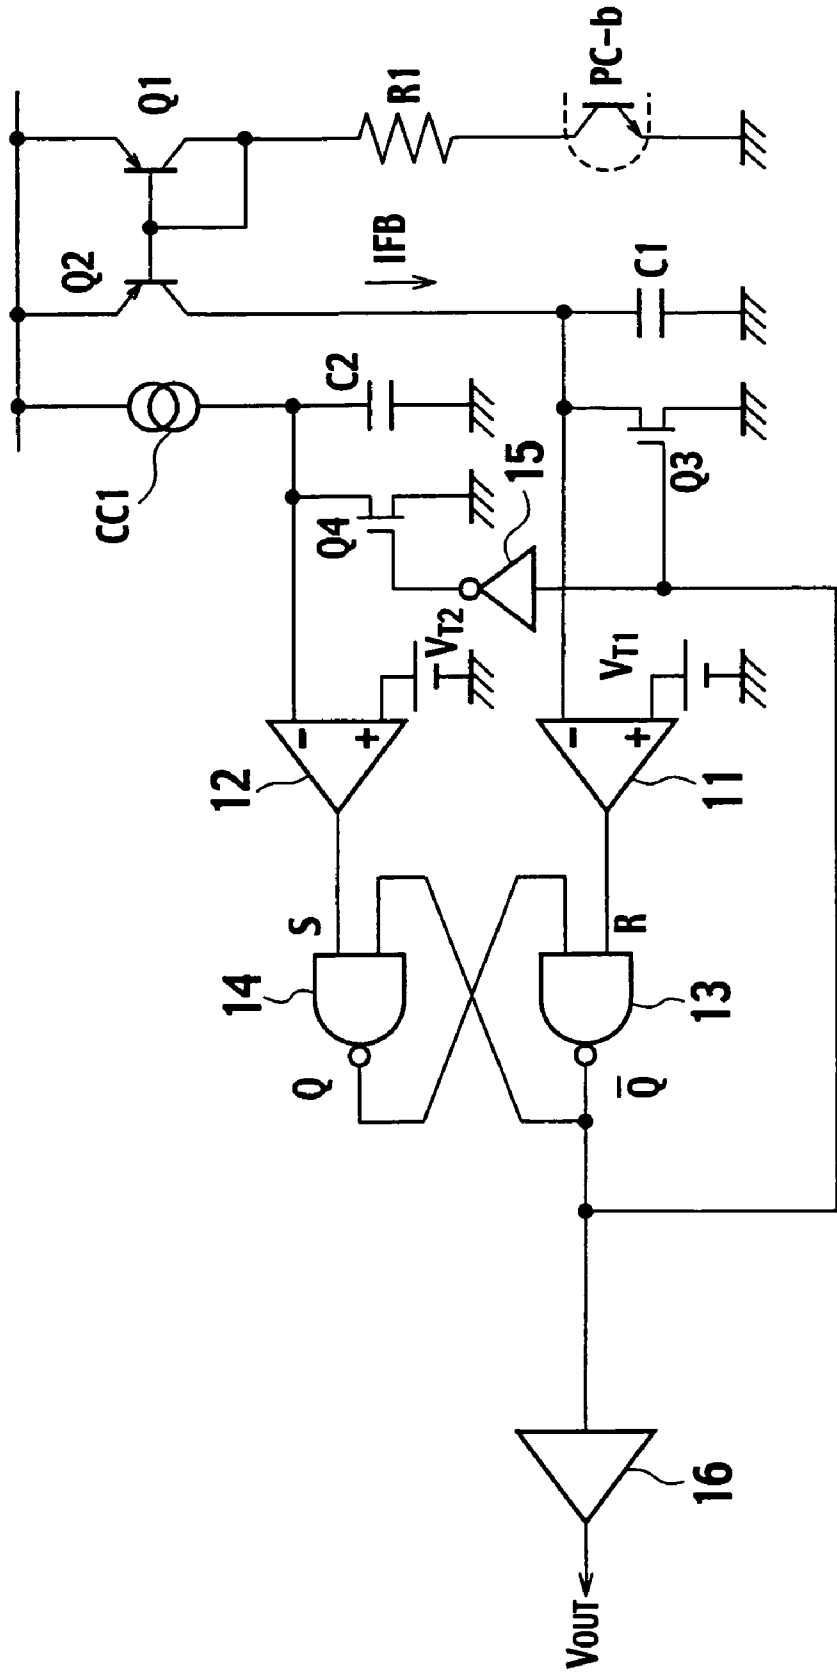 Q1
R1
PC-b
Q2
IFB
C1
CC1
C2
Q4
15
Q3
VT2
VT1
12
-
+
11
-
+
S
R
14
13
Q
Q̅
16
VOUT